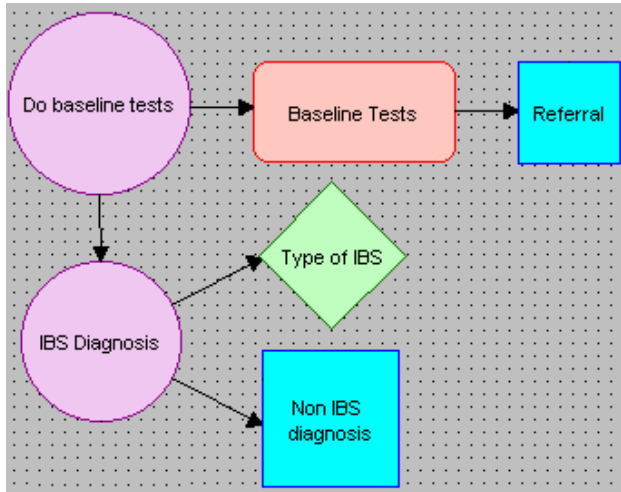 Do baseline tests
Baseline Tests
Referral
Type of IBS
IBS Diagnosis
Non IBS
diagnosis